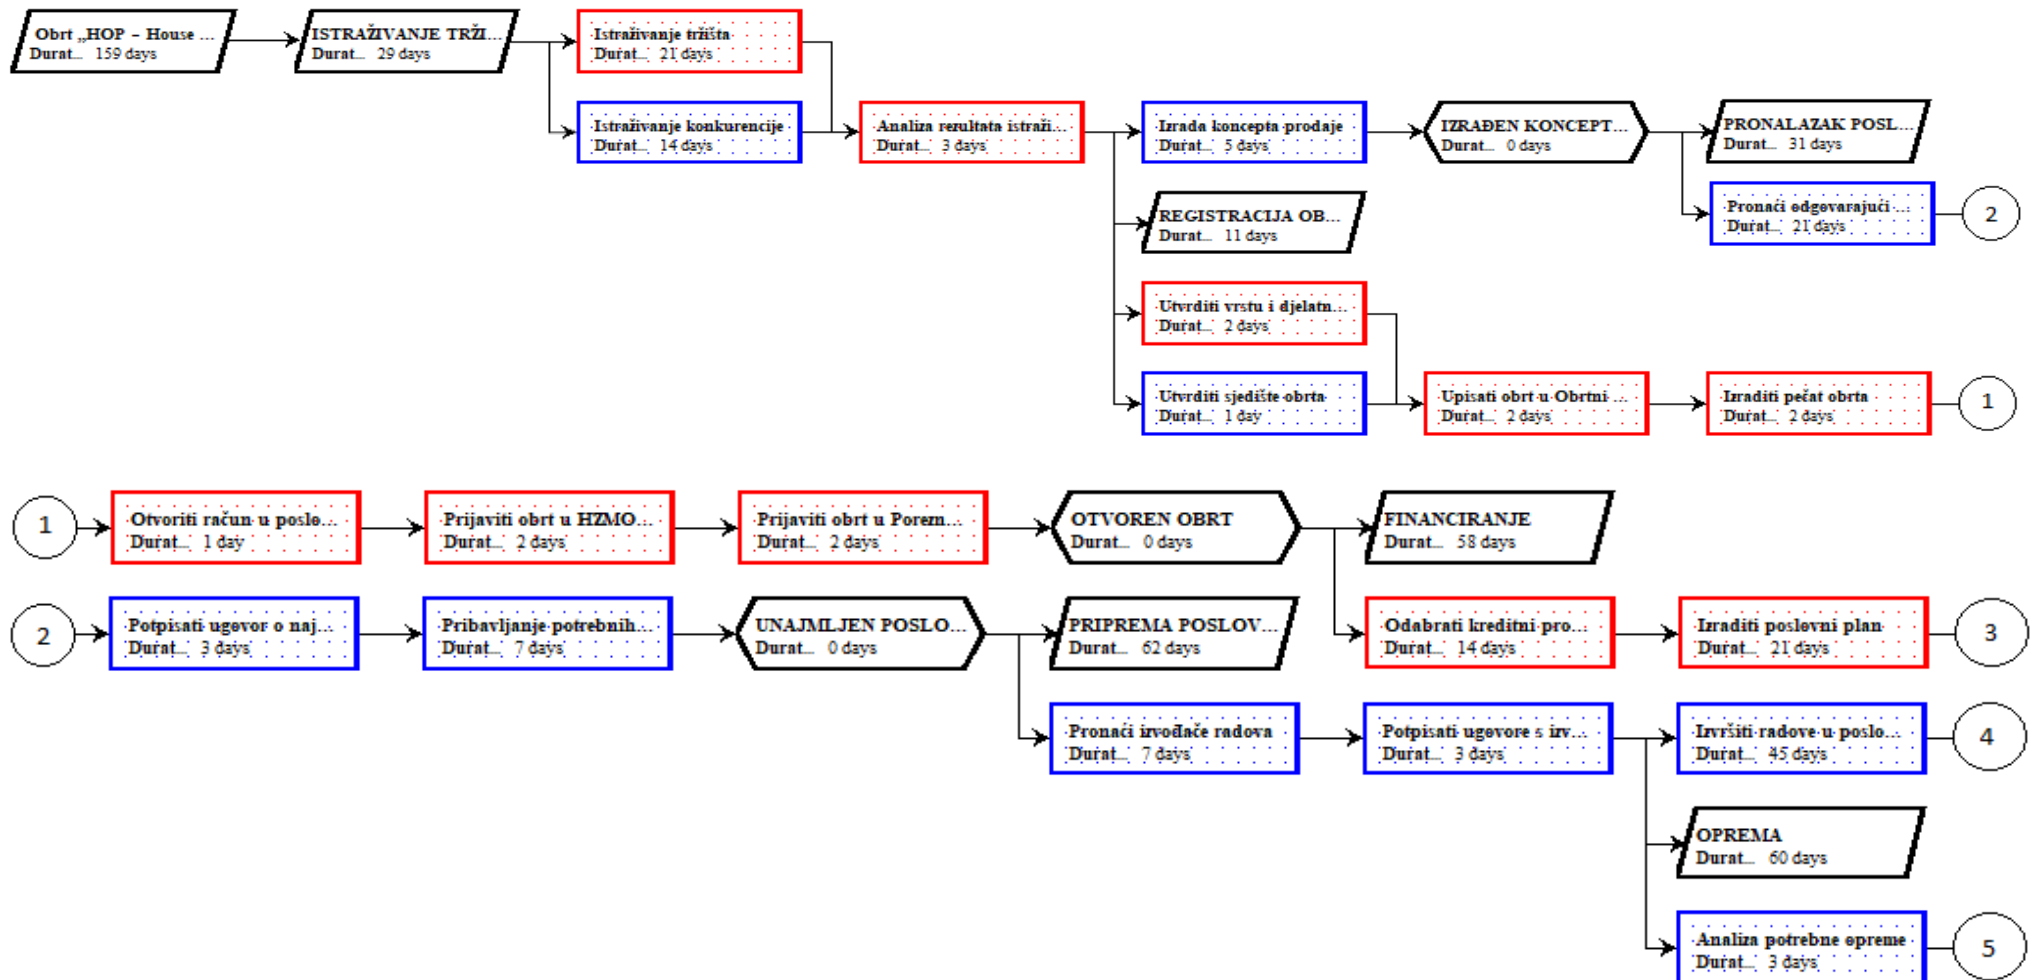 Obrt „HOP – House ...
Durat... 159 days
ISTRAŽIVANJE TRŽI...
Durat... 29 days
Istraživanje tržišta
Durat... 21 days
Istraživanje konkurencije
Durat... 14 days
Analiza rezultata istraži...
Durat... 3 days
Izrada koncepta prodaje
Durat... 5 days
IZRAĐEN KONCEPT...
Durat... 0 days
PRONALAZAK POSL...
Durat... 31 days
Pronaći odgovarajući ...
Durat... 21 days
2
REGISTRACIJA OB...
Durat... 11 days
Utvrditi vrstu i djelatn...
Durat... 2 days
Utvrditi sjedište obrta
Durat... 1 day
Upisati obrt u Obrtni ...
Durat... 2 days
Izraditi pečat obrta
Durat... 2 days
1
1
Otvoriti račun u poslo...
Durat... 1 day
Prijaviti obrt u HZMO...
Durat... 2 days
Prijaviti obrt u Porezn...
Durat... 2 days
OTVOREN OBRT
Durat... 0 days
FINANCIRANJE
Durat... 58 days
2
Potpisati ugovor o naj...
Durat... 3 days
Pribavljanje potrebnih...
Durat... 7 days
UNAJMLJEN POSLO...
Durat... 0 days
PRIPREMA POSLOV...
Durat... 62 days
Odabrati kreditni pro...
Durat... 14 days
Izraditi poslovni plan
Durat... 21 days
3
Pronaći izvođače radova
Durat... 7 days
Potpisati ugovore s izv...
Durat... 3 days
Izvršiti radove u poslo...
Durat... 45 days
4
OPREMA
Durat... 60 days
Analiza potrebne opreme
Durat... 3 days
5